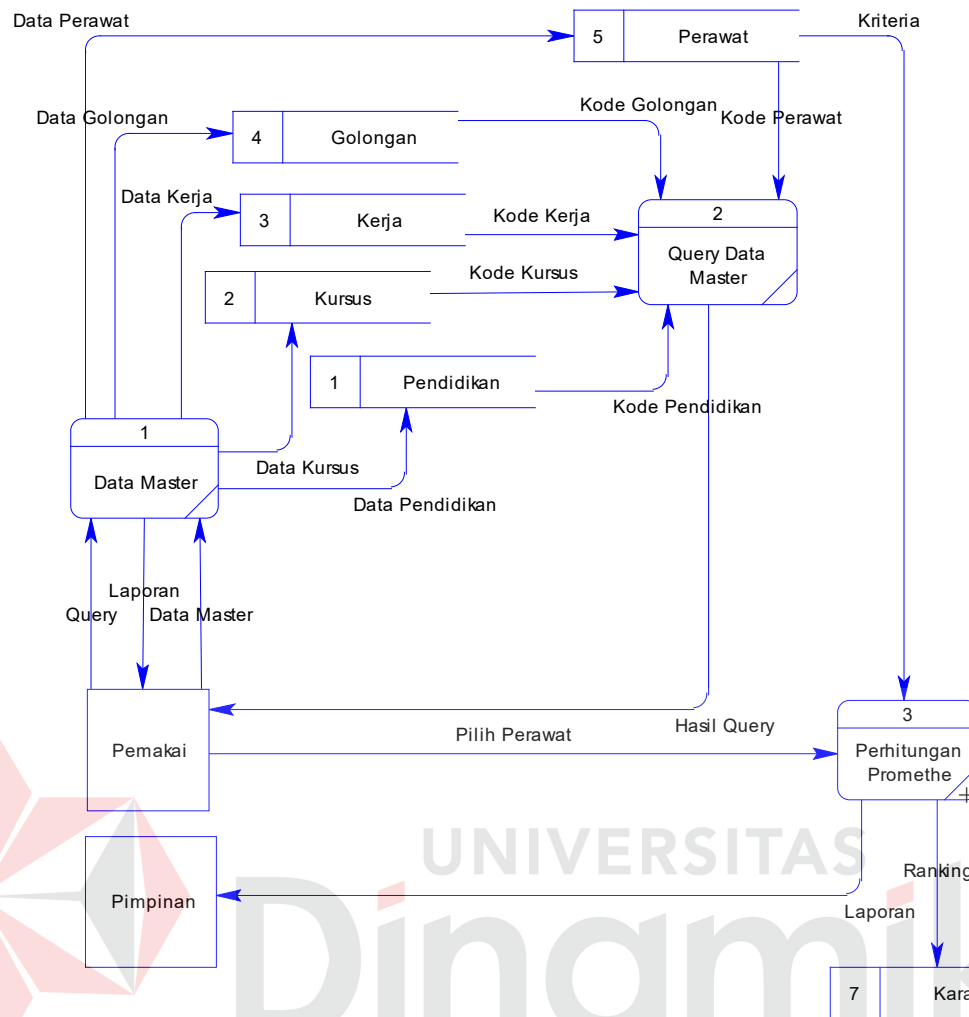 Data Perawat
Kriteria
5 Perawat
Data Golongan
Kode Golongan
Kode Perawat
4 Golongan
Data Kerja
3 Kerja
Kode Kerja
2
Query Data
Master
2 Kursus
Kode Kursus
1 Pendidikan
Kode Pendidikan
1
Data Master
Data Kursus
Data Pendidikan
Laporan
Query
Data Master
Hasil Query
Pilih Perawat
Pemakai
3
Perhitungan
Promethe
UNIVERSITAS
Dinamik
Ranking
Pimpinan
Laporan
7 Kara